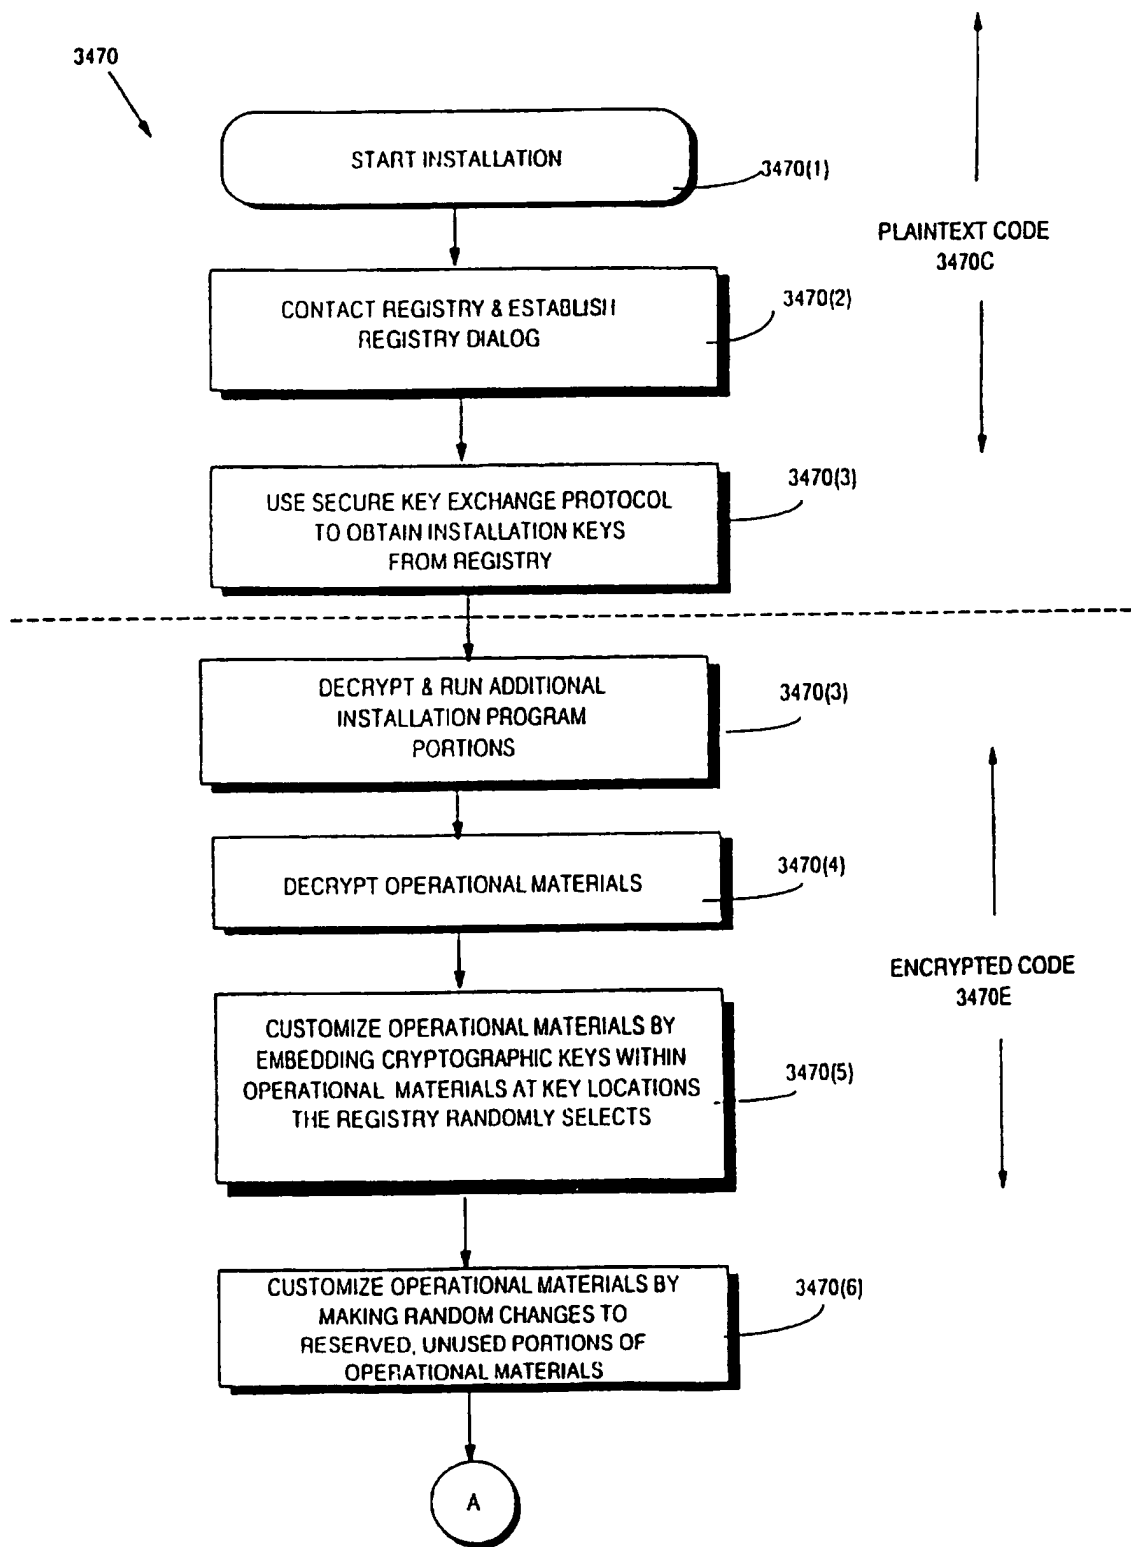 3470
START INSTALLATION
3470(1)
PLAINTEXT CODE
3470C
CONTACT REGISTRY & ESTABLISH
REGISTRY DIALOG
3470(2)
USE SECURE KEY EXCHANGE PROTOCOL
TO OBTAIN INSTALLATION KEYS
FROM REGISTRY
3470(3)
DECRYPT & RUN ADDITIONAL
INSTALLATION PROGRAM
PORTIONS
3470(3)
DECRYPT OPERATIONAL MATERIALS
3470(4)
ENCRYPTED CODE
3470E
CUSTOMIZE OPERATIONAL MATERIALS BY
EMBEDDING CRYPTOGRAPHIC KEYS WITHIN
OPERATIONAL MATERIALS AT KEY LOCATIONS
THE REGISTRY RANDOMLY SELECTS
3470(5)
CUSTOMIZE OPERATIONAL MATERIALS BY
MAKING RANDOM CHANGES TO
RESERVED, UNUSED PORTIONS OF
OPERATIONAL MATERIALS
3470(6)
A